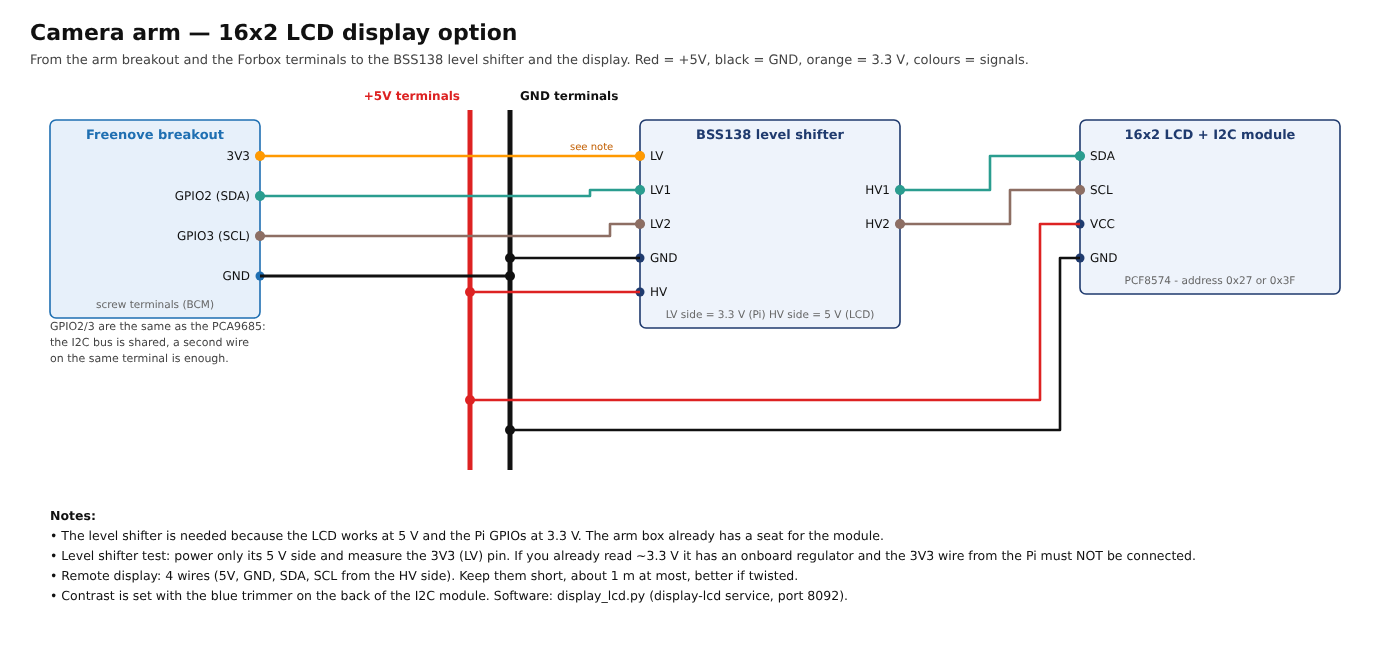 Camera arm — 16x2 LCD display option
From the arm breakout and the Forbox terminals to the BSS138 level shifter and the display. Red = +5V, black = GND, orange = 3.3 V, colours = signals.
+5V terminals
GND terminals
Freenove breakout
3V3
GPIO2 (SDA)
GPIO3 (SCL)
GND
screw terminals (BCM)
GPIO2/3 are the same as the PCA9685:
the I2C bus is shared, a second wire
on the same terminal is enough.
see note
BSS138 level shifter
LV
LV1
LV2
GND
HV
HV1
HV2
LV side = 3.3 V (Pi) HV side = 5 V (LCD)
16x2 LCD + I2C module
SDA
SCL
VCC
GND
PCF8574 - address 0x27 or 0x3F
Notes:
• The level shifter is needed because the LCD works at 5 V and the Pi GPIOs at 3.3 V. The arm box already has a seat for the module.
• Level shifter test: power only its 5 V side and measure the 3V3 (LV) pin. If you already read ~3.3 V it has an onboard regulator and the 3V3 wire from the Pi must NOT be connected.
• Remote display: 4 wires (5V, GND, SDA, SCL from the HV side). Keep them short, about 1 m at most, better if twisted.
• Contrast is set with the blue trimmer on the back of the I2C module. Software: display_lcd.py (display-lcd service, port 8092).